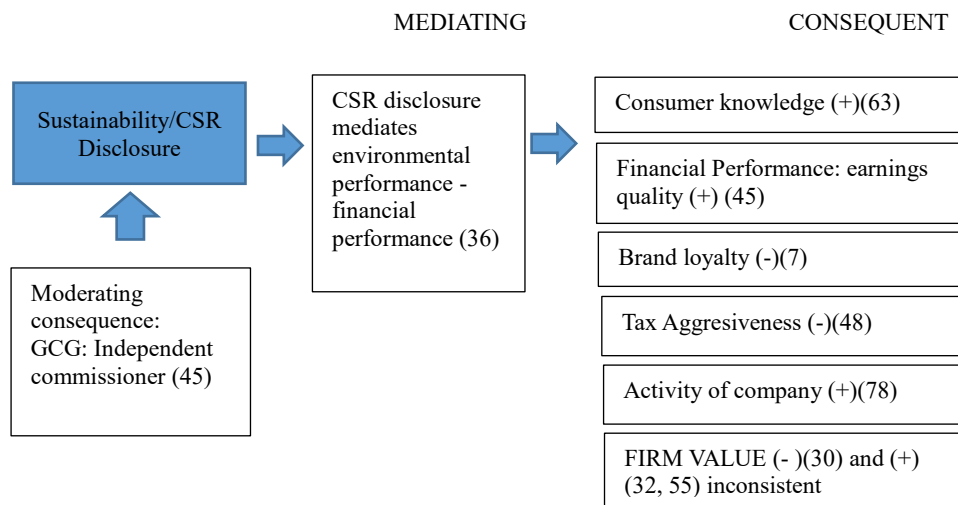 MEDIATING
CONSEQUENT
Sustainability/CSR
Disclosure
Moderating
consequence:
GCG: Independent
commissioner (45)
CSR disclosure
mediates
environmental
performance -
financial
performance (36)
Consumer knowledge (+)(63)
Financial Performance: earnings
quality (+) (45)
Brand loyalty (-)(7)
Tax Aggresiveness (-)(48)
Activity of company (+)(78)
FIRM VALUE (- )(30) and (+)
(32, 55) inconsistent